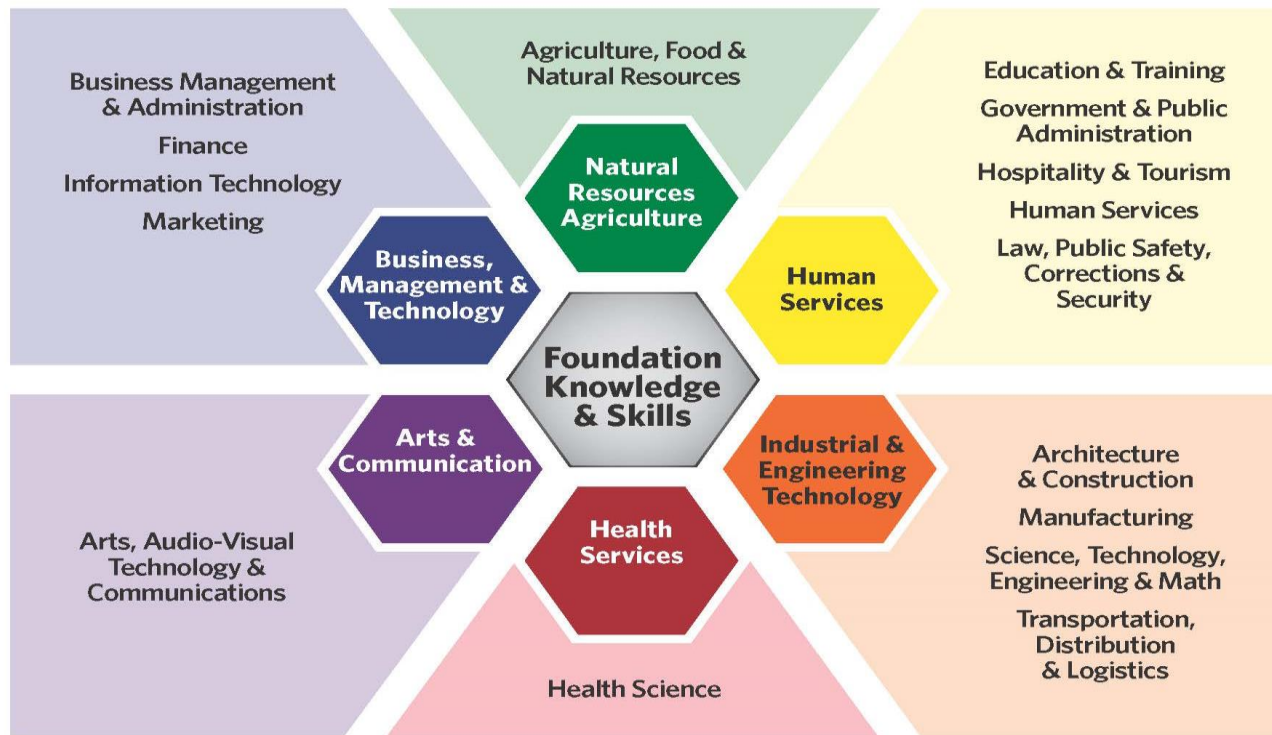 Business Management
& Administration
Finance
Information Technology
Marketing
Business,
Management &
Technology
Agriculture, Food &
Natural Resources
Natural
Resources
Agriculture
Education & Training
Government & Public
Administration
Hospitality & Tourism
Human Services
Law, Public Safety,
Corrections &
Security
Human
Services
Foundation
Knowledge
& Skills
Arts &
Communication
Arts, Audio-Visual
Technology &
Communications
Health
Services
Health Science
Industrial &
Engineering
Technology
Architecture
& Construction
Manufacturing
Science, Technology,
Engineering & Math
Transportation,
Distribution
& Logistics